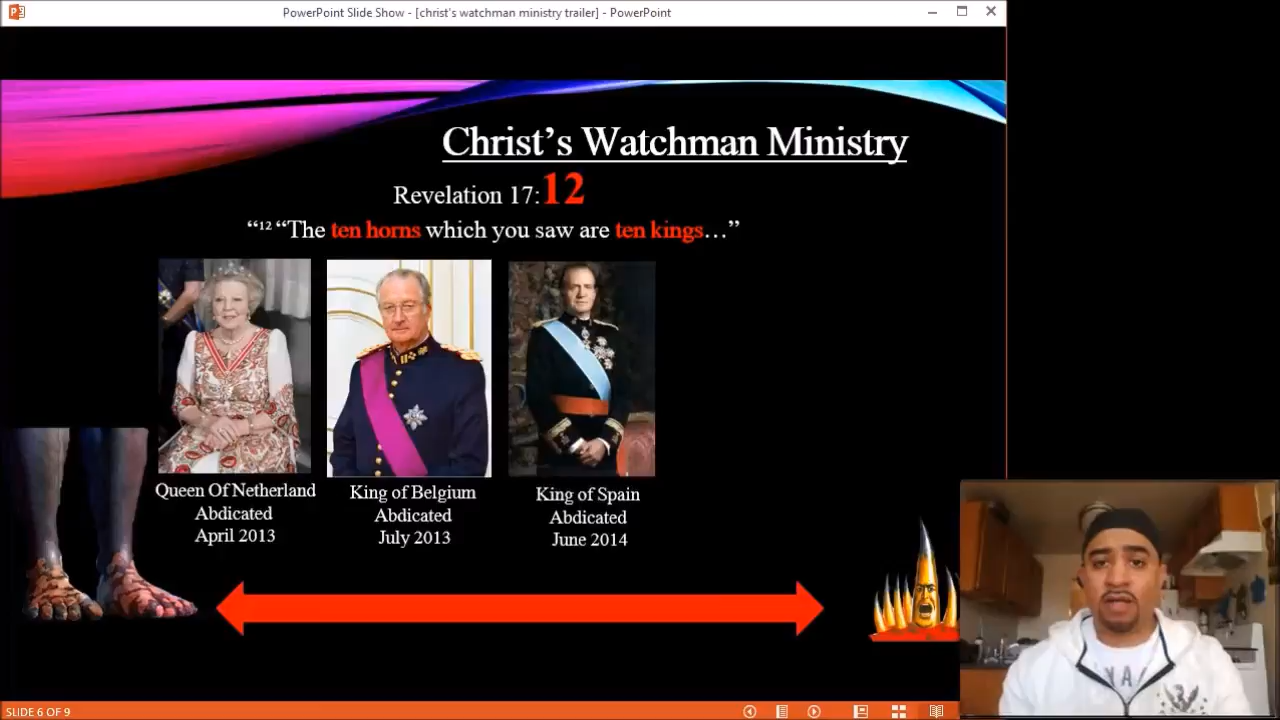 PowerPoint Slide Show - [christ's watchman ministry trailer] - PowerPoint
Christ's Watchman Ministry
Revelation 17:12
“12 “The ten horns which you saw are ten kings…”
Queen Of Netherland
Abdicated
April 2013
King of Belgium
Abdicated
July 2013
King of Spain
Abdicated
June 2014
SLIDE 6 OF 9